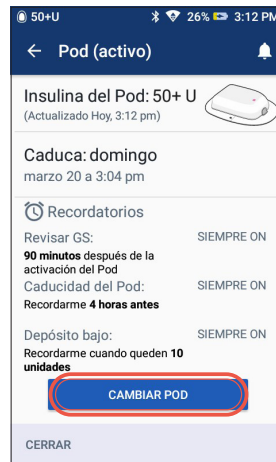 50+U 26% 3:12 PM
← Pod (activo)
Insulina del Pod: 50+ U
(Actualizado Hoy, 3:12 pm)
Caduca: domingo
marzo 20 a 3:04 pm
Recordatorios
Revisar GS: SIEMPRE ON
90 minutos después de la
activación del Pod
Caducidad del Pod: SIEMPRE ON
Recordarme 4 horas antes
Depósito bajo: SIEMPRE ON
Recordarme cuando queden 10
unidades
CAMBIAR POD
CERRAR